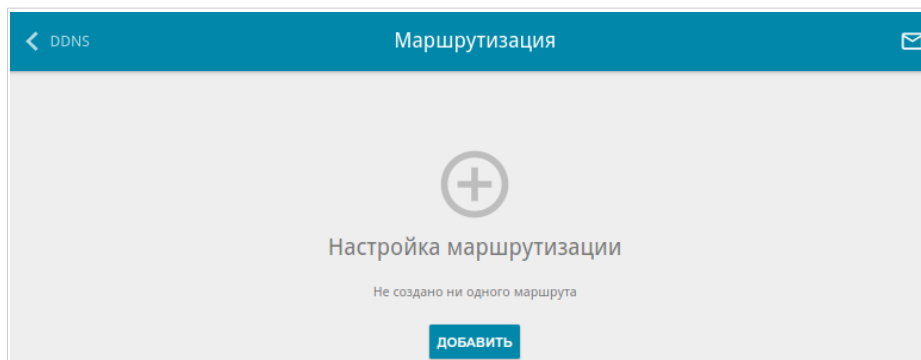 DDNS
Маршрутизация
Настройка маршрутизации
Не создано ни одного маршрута
ДОБАВИТЬ